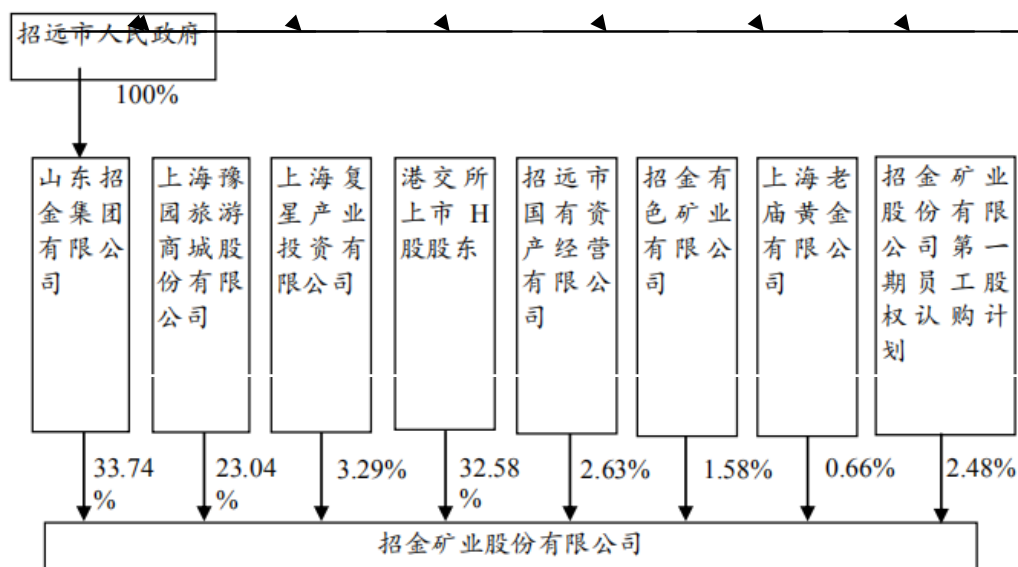 招远市人民政府
100%
山东招
金集团
有限公
司
上海豫
园旅游
商城股
份有限
公司
上海复
星产业
投资有
限公司
港交所
上市 H
股股东
招远市
国有资
产经营
有限公
司
招金有
色矿业
有限公
司
上海老
庙黄金
有限公
司
招金矿业
股份有限
公司第一
期员工股
权认购计
划
33.74
%
23.04
%
3.29%
32.58
%
2.63%
1.58%
0.66%
2.48%
招金矿业股份有限公司